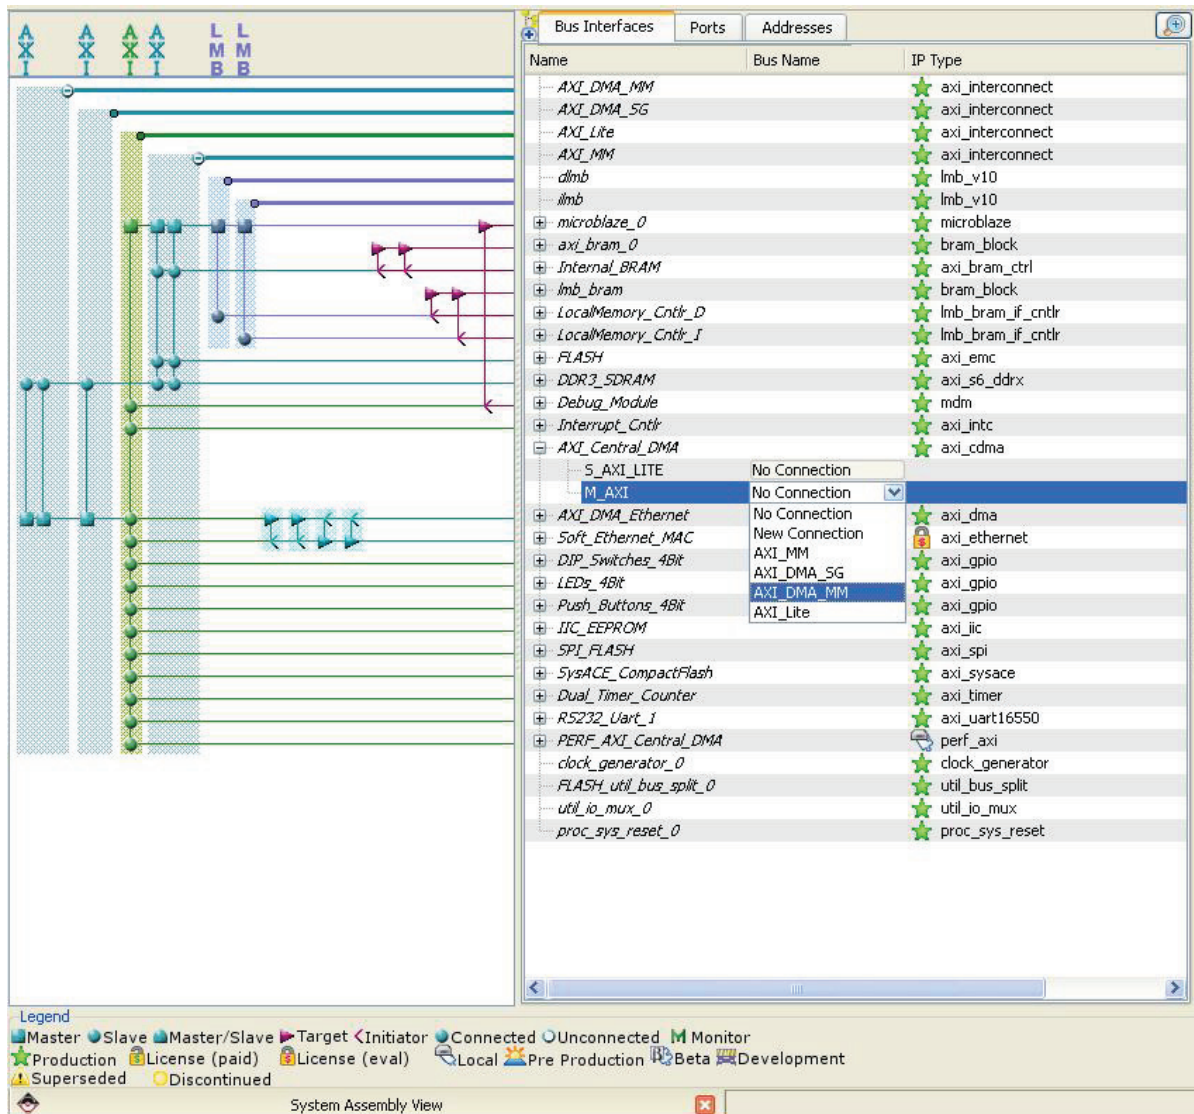 A A A A L L
X X X X M M
I I I I B B
Bus Interfaces Ports Addresses
Name Bus Name IP Type
AXI_DMA_MM axi_interconnect
AXI_DMA_SG axi_interconnect
AXI_Lite axi_interconnect
AXI_MM axi_interconnect
dlmb lmb_v10
ilmb lmb_v10
microblaze_0 microblaze
axi_bram_0 bram_block
Internal_BRAM axi_bram_ctrl
lmb_bram bram_block
LocalMemory_Cntlr_D lmb_bram_if_cntlr
LocalMemory_Cntlr_I lmb_bram_if_cntlr
FLASH axi_emc
DDR3_SDRAM axi_s6_ddrx
Debug_Module mdm
Interrupt_Cntlr axi_intc
AXI_Central_DMA axi_cdma
S_AXI_LITE No Connection
M_AXI No Connection
AXI_DMA_Ethernet No Connection axi_dma
Soft_Ethernet_MAC New Connection axi_ethernet
DIP_Switches_4Bit AXI_MM axi_gpio
LEDs_4Bit AXI_DMA_SG axi_gpio
Push_Buttons_4Bit AXI_DMA_MM axi_gpio
IIC_EEPROM AXI_Lite axi_iic
SPI_FLASH axi_spi
SysACE_CompactFlash axi_sysace
Dual_Timer_Counter axi_timer
RS232_Uart_1 axi_uart16550
PERF_AXI_Central_DMA perf_axi
clock_generator_0 clock_generator
FLASH_util_bus_split_0 util_bus_split
util_io_mux_0 util_io_mux
proc_sys_reset_0 proc_sys_reset
Legend
Master Slave Master/Slave Target Initiator Connected Unconnected M Monitor
Production License (paid) License (eval) Local Pre Production Beta Development
Superseded Discontinued
System Assembly View